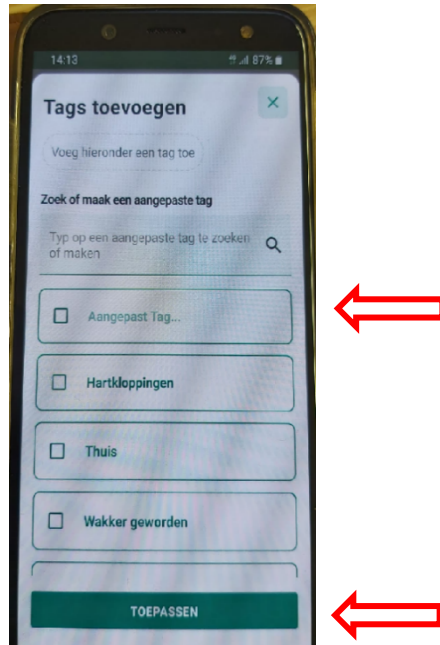 14:13 87%
Tags toevoegen
Voeg hieronder een tag toe
Zoek of maak een aangepaste tag
Typ op een aangepaste tag te zoeken
of maken
Aangepast Tag...
Hartkloppingen
Thuis
Wakker geworden
TOEPASSEN